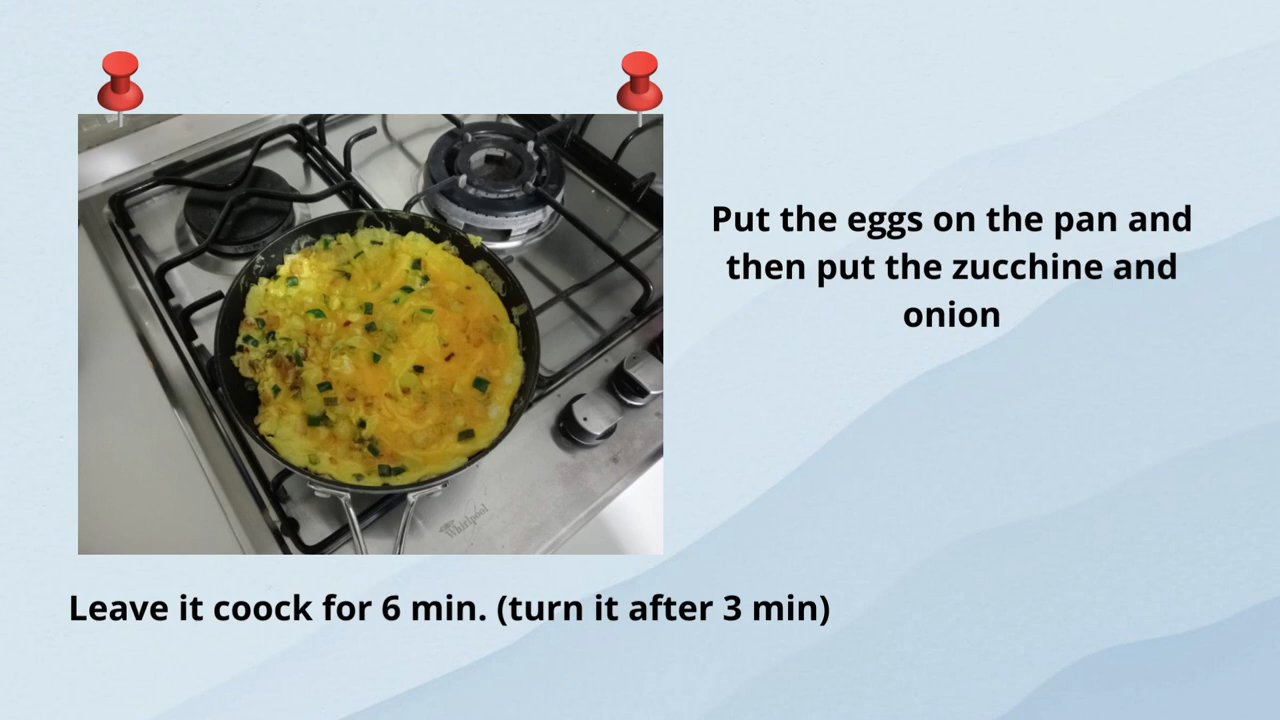 Put the eggs on the pan and
then put the zucchine and
onion
Whirlpool
Leave it coock for 6 min. (turn it after 3 min)